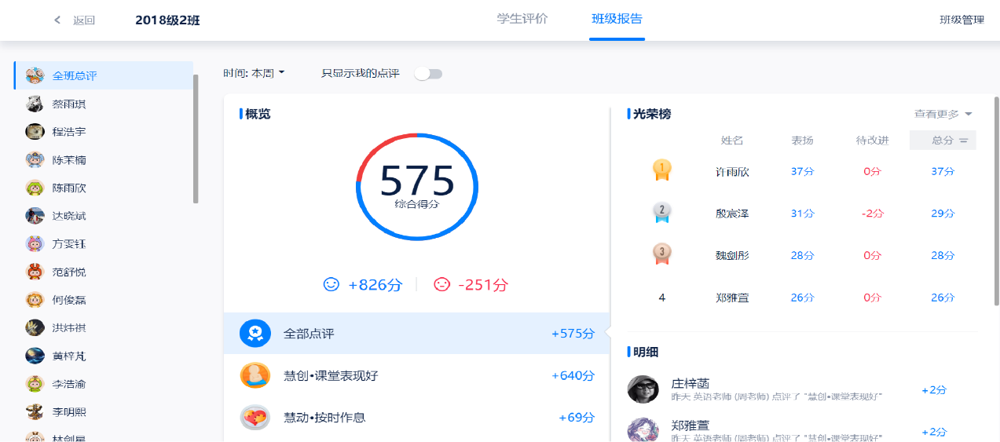 返回 2018级2班 学生评价 班级报告 班级管理
全班总评
蔡雨琪
程浩宇
陈茉楠
陈雨欣
达晓斌
方雯钰
范舒悦
何俊磊
洪炜祺
黄梓芃
李浩渝
李明熙
林剑星
时间: 本周 只显示我的点评
概览
575
综合得分
+826分 -251分
全部点评 +575分
慧创•课堂表现好 +640分
慧动•按时作息 +69分
光荣榜 查看更多
姓名 表扬 待改进 总分
1 许雨欣 37分 0分 37分
2 殷宸泽 31分 -2分 29分
3 魏剑彤 28分 0分 28分
4 郑雅萱 26分 0分 26分
明细
庄梓菡
昨天 英语老师 (周老师) 点评了 "慧创•课堂表现好" +2分
郑雅萱
昨天 英语老师 (周老师) 点评了 "慧创•课堂表现好" +2分